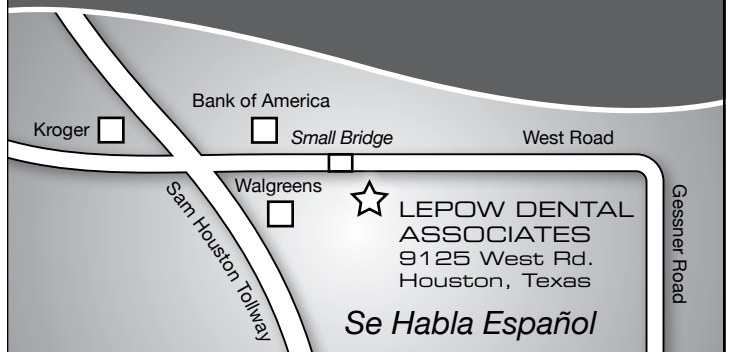 Bank of America
Kroger
Small Bridge
West Road
Walgreens
Sam Houston Tollway
Gessner Road
LEPOW DENTAL
ASSOCIATES
9125 West Rd.
Houston, Texas
Se Habla Español